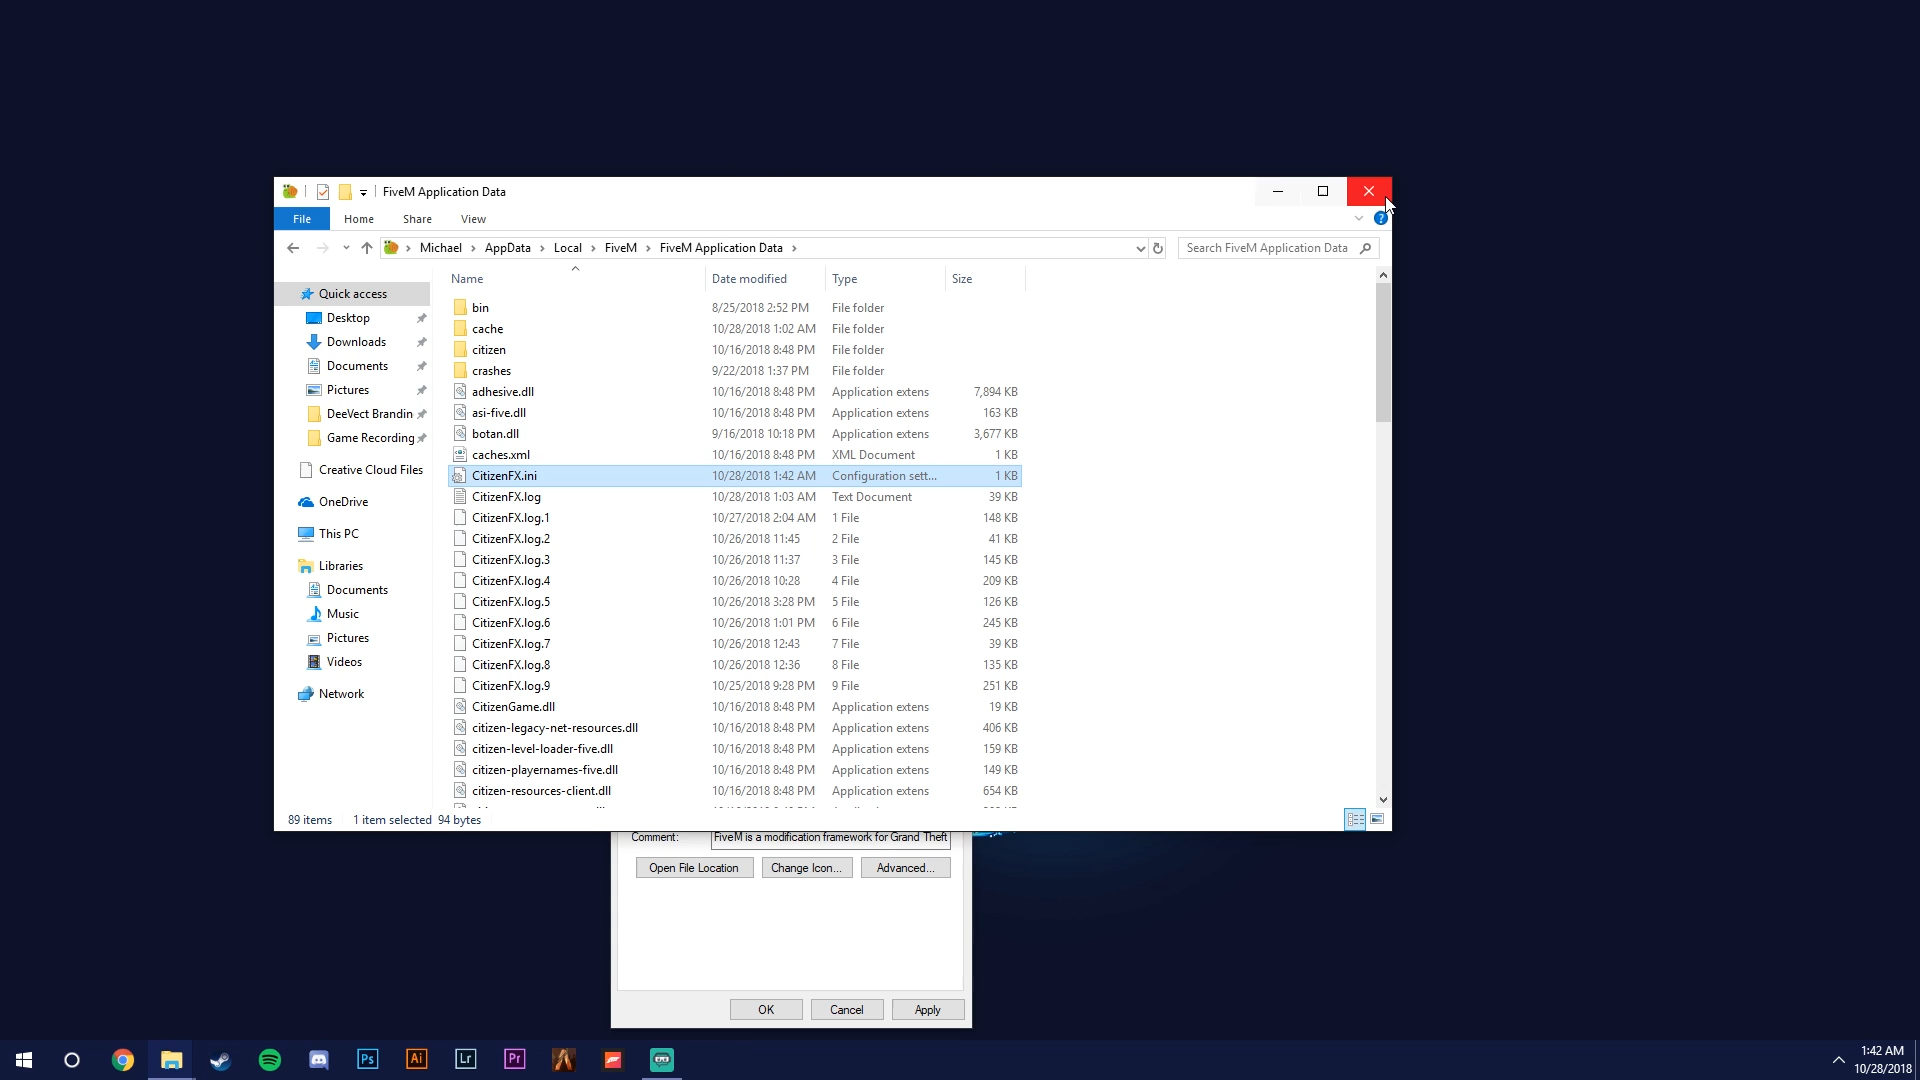 FiveM Application Data
File Home Share View ?
Michael AppData Local FiveM FiveM Application Data Search FiveM Application Data
Name Date modified Type Size
Quick access
Desktop
Downloads
Documents
Pictures
DeeVect Brandin
Game Recording
Creative Cloud Files
OneDrive
This PC
Libraries
Documents
Music
Pictures
Videos
Network
bin 8/25/2018 2:52 PM File folder
cache 10/28/2018 1:02 AM File folder
citizen 10/16/2018 8:48 PM File folder
crashes 9/22/2018 1:37 PM File folder
adhesive.dll 10/16/2018 8:48 PM Application extens 7,894 KB
asi-five.dll 10/16/2018 8:48 PM Application extens 163 KB
botan.dll 9/16/2018 10:18 PM Application extens 3,677 KB
caches.xml 10/16/2018 8:48 PM XML Document 1 KB
CitizenFX.ini 10/28/2018 1:42 AM Configuration sett... 1 KB
CitizenFX.log 10/28/2018 1:03 AM Text Document 39 KB
CitizenFX.log.1 10/27/2018 2:04 AM 1 File 148 KB
CitizenFX.log.2 10/26/2018 11:45 2 File 41 KB
CitizenFX.log.3 10/26/2018 11:37 3 File 145 KB
CitizenFX.log.4 10/26/2018 10:28 4 File 209 KB
CitizenFX.log.5 10/26/2018 3:28 PM 5 File 126 KB
CitizenFX.log.6 10/26/2018 1:01 PM 6 File 245 KB
CitizenFX.log.7 10/26/2018 12:43 7 File 39 KB
CitizenFX.log.8 10/26/2018 12:36 8 File 135 KB
CitizenFX.log.9 10/25/2018 9:28 PM 9 File 251 KB
CitizenGame.dll 10/16/2018 8:48 PM Application extens 19 KB
citizen-legacy-net-resources.dll 10/16/2018 8:48 PM Application extens 406 KB
citizen-level-loader-five.dll 10/16/2018 8:48 PM Application extens 159 KB
citizen-playernames-five.dll 10/16/2018 8:48 PM Application extens 149 KB
citizen-resources-client.dll 10/16/2018 8:48 PM Application extens 654 KB
89 items 1 item selected 94 bytes
Comment: FiveM is a modification framework for Grand Theft
Open File Location Change Icon... Advanced...
OK Cancel Apply
Ps Ai Lr Pr
1:42 AM
10/28/2018